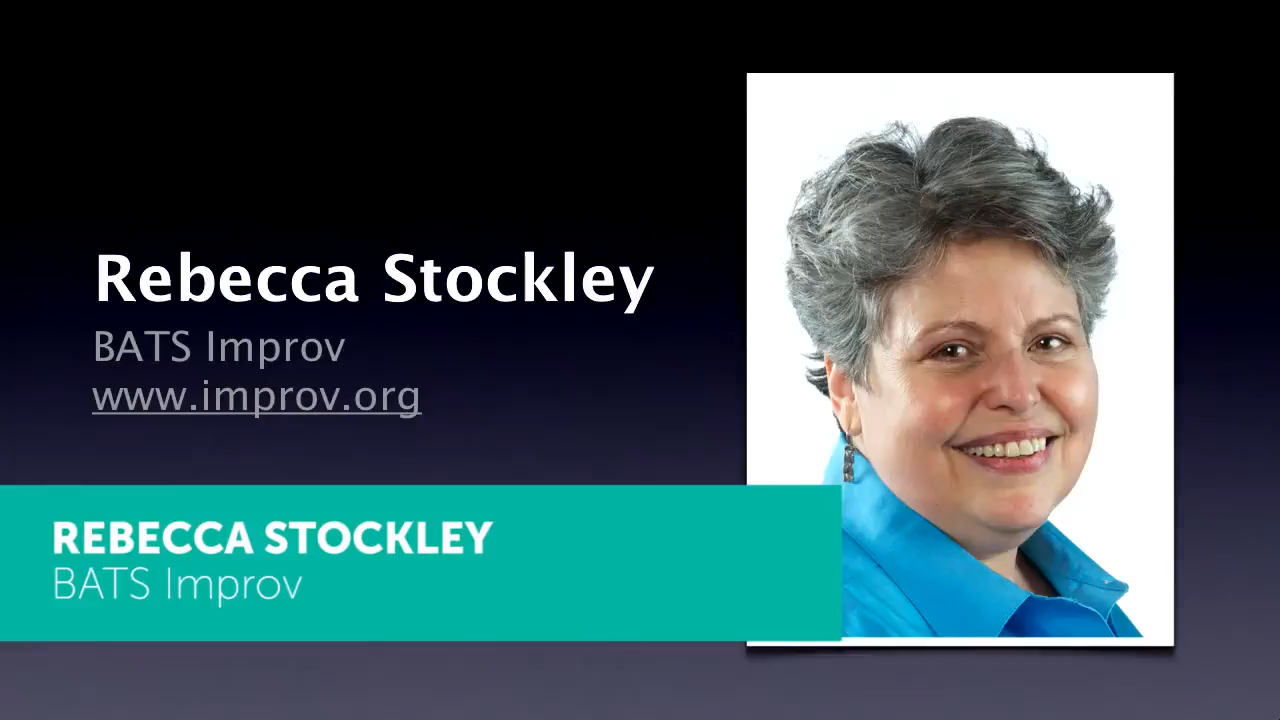 Rebecca Stockley
BATS Improv
www.improv.org
REBECCA STOCKLEY
BATS Improv